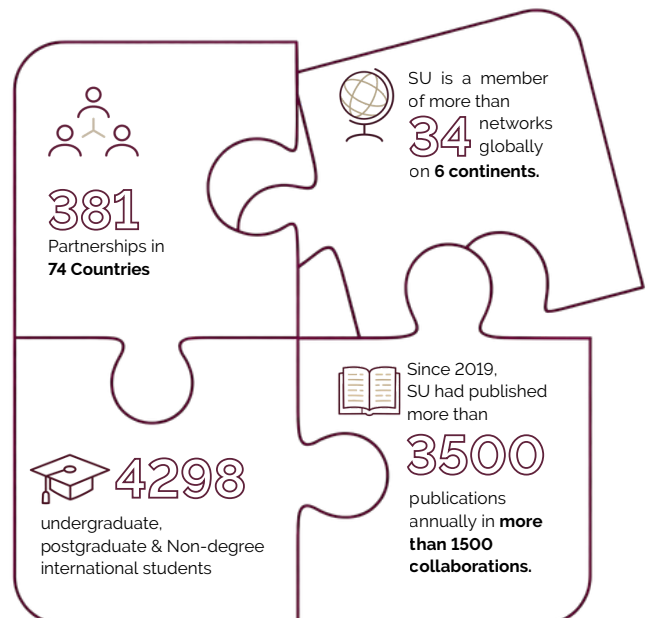 381
Partnerships in
74 Countries
SU is a member
of more than
34 networks
globally
on 6 continents.
4298
undergraduate,
postgraduate & Non-degree
international students
Since 2019,
SU had published
more than
3500
publications
annually in more
than 1500
collaborations.